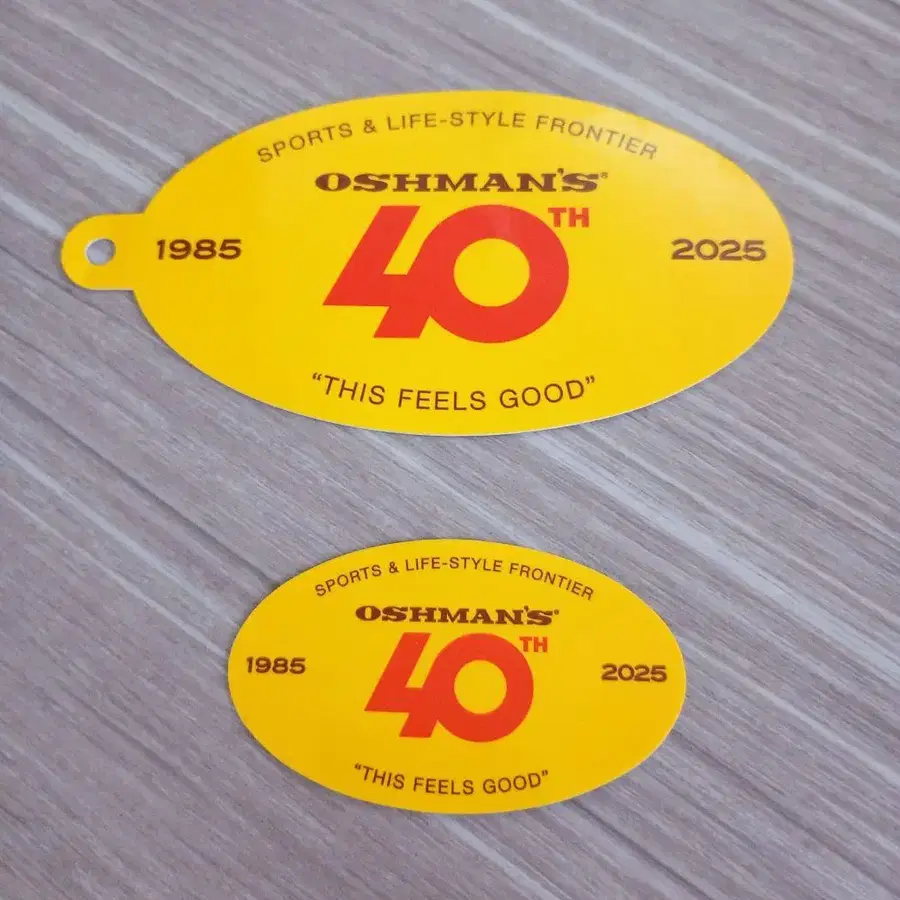 SPORTS & LIFE-STYLE FRONTIER
OSHMAN'S®
40TH
1985
2025
“THIS FEELS GOOD”
SPORTS & LIFE-STYLE FRONTIER
OSHMAN'S®
40TH
1985
2025
“THIS FEELS GOOD”